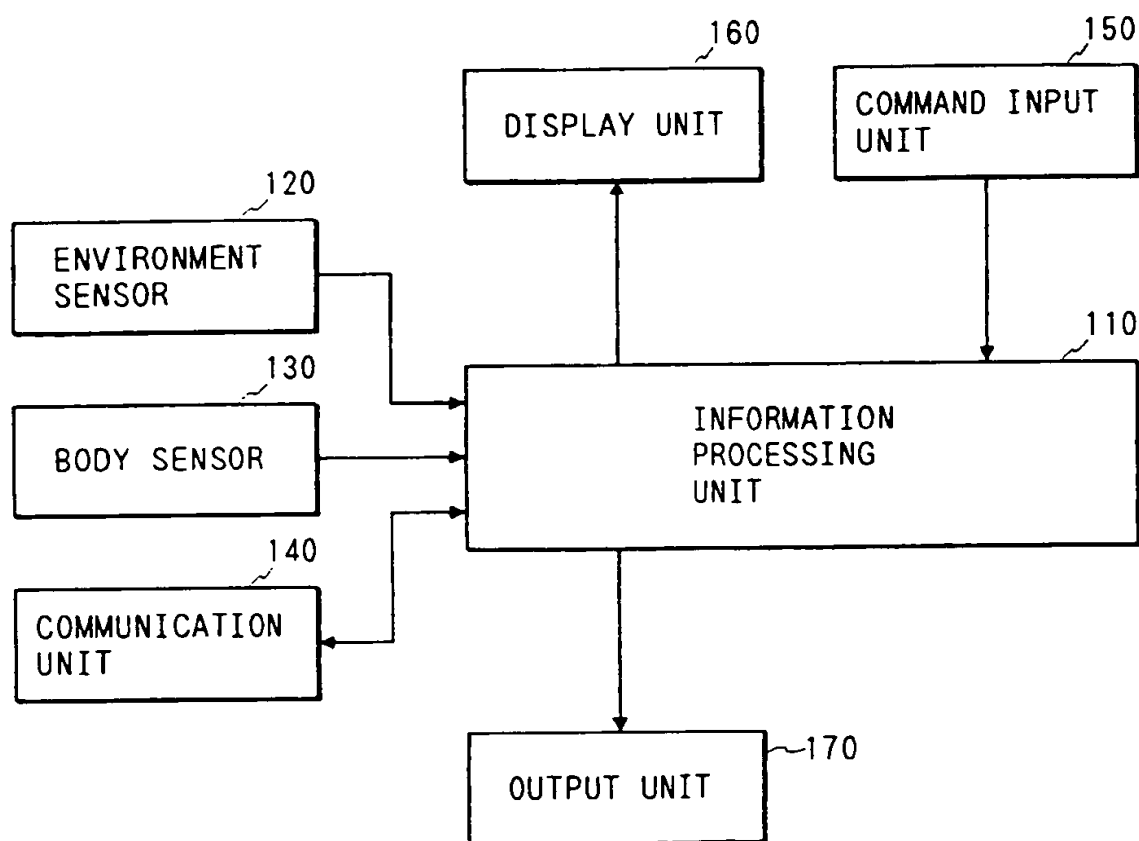 160
DISPLAY UNIT
150
COMMAND INPUT
UNIT
120
ENVIRONMENT
SENSOR
110
INFORMATION
PROCESSING
UNIT
130
BODY SENSOR
140
COMMUNICATION
UNIT
170
OUTPUT UNIT